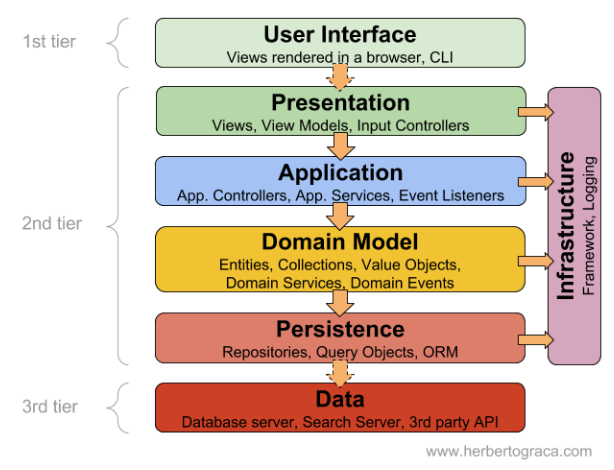 1st tier
User Interface
Views rendered in a browser, CLI
2nd tier
Presentation
Views, View Models, Input Controllers
Application
App. Controllers, App. Services, Event Listeners
Domain Model
Entities, Collections, Value Objects,
Domain Services, Domain Events
Persistence
Repositories, Query Objects, ORM
Infrastructure
Framework, Logging
3rd tier
Data
Database server, Search Server, 3rd party API
www.herbertograca.com